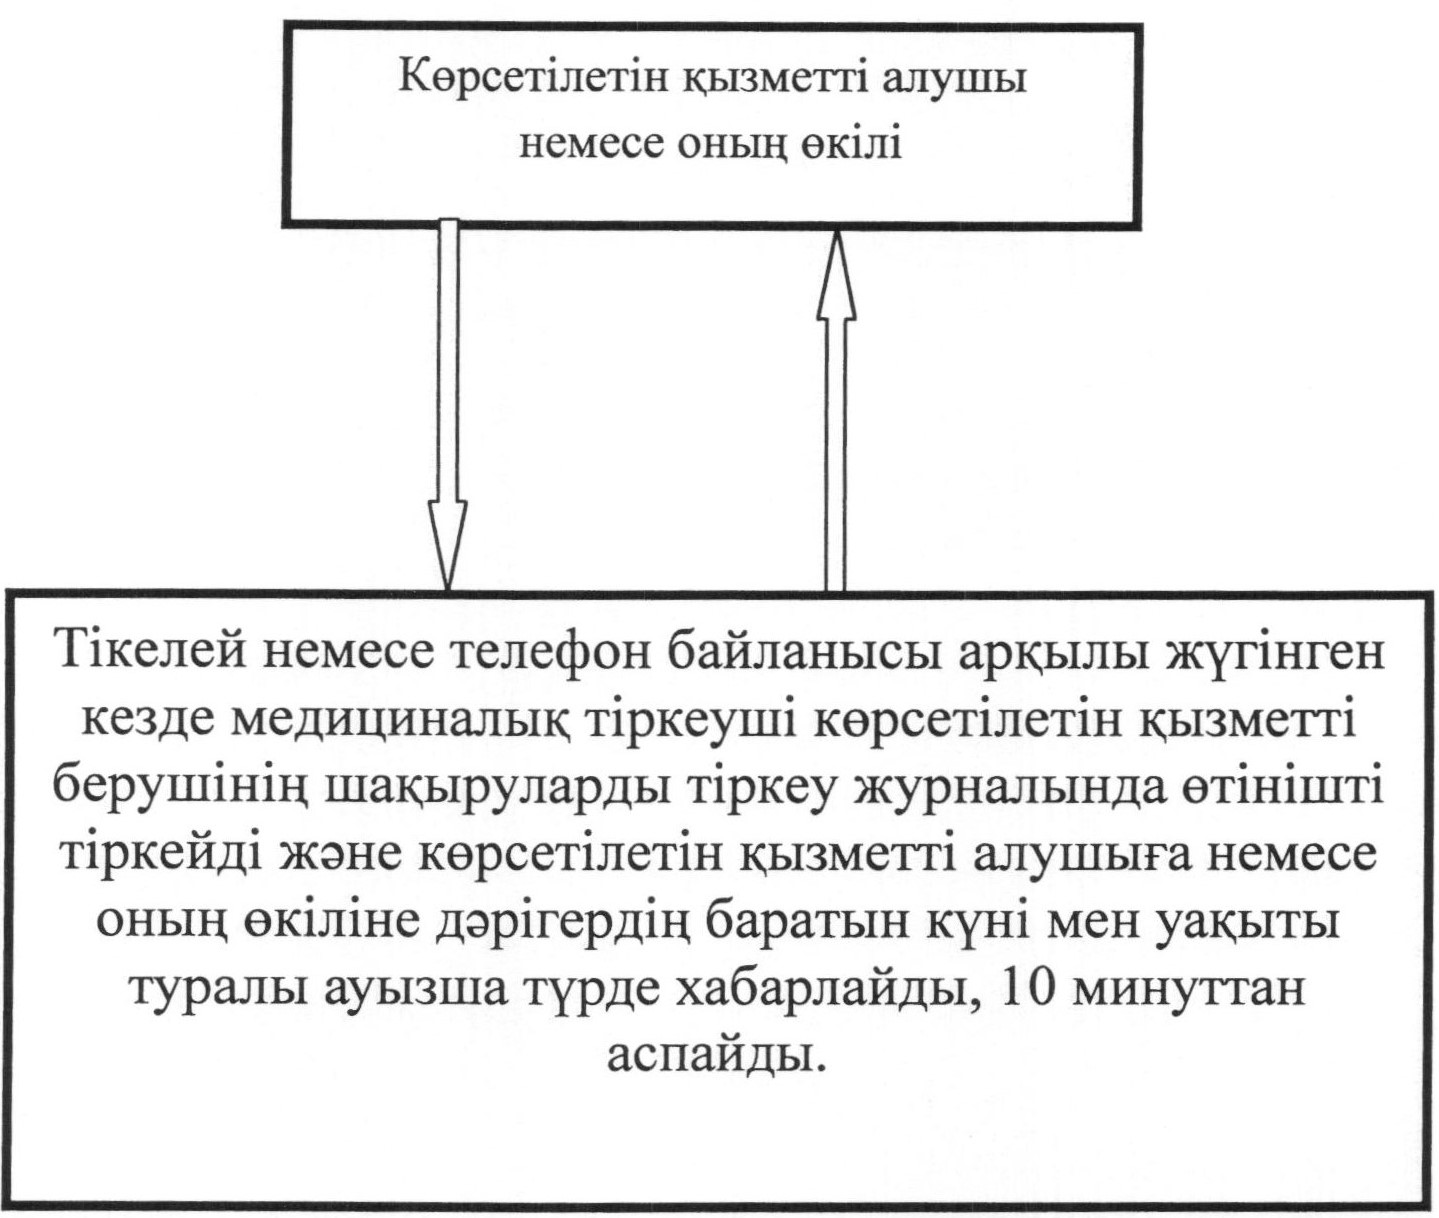 Көрсетілетін қызметті алушы
немесе оның өкілі
Тікелей немесе телефон байланысы арқылы жүгінген
кезде медициналық тіркеуші көрсетілетін қызметті
берушінің шақыруларды тіркеу журналында өтінішті
тіркейді және көрсетілетін қызметті алушыға немесе
оның өкіліне дәрігердің баратын күні мен уақыты
туралы ауызша түрде хабарлайды, 10 минуттан
аспайды.